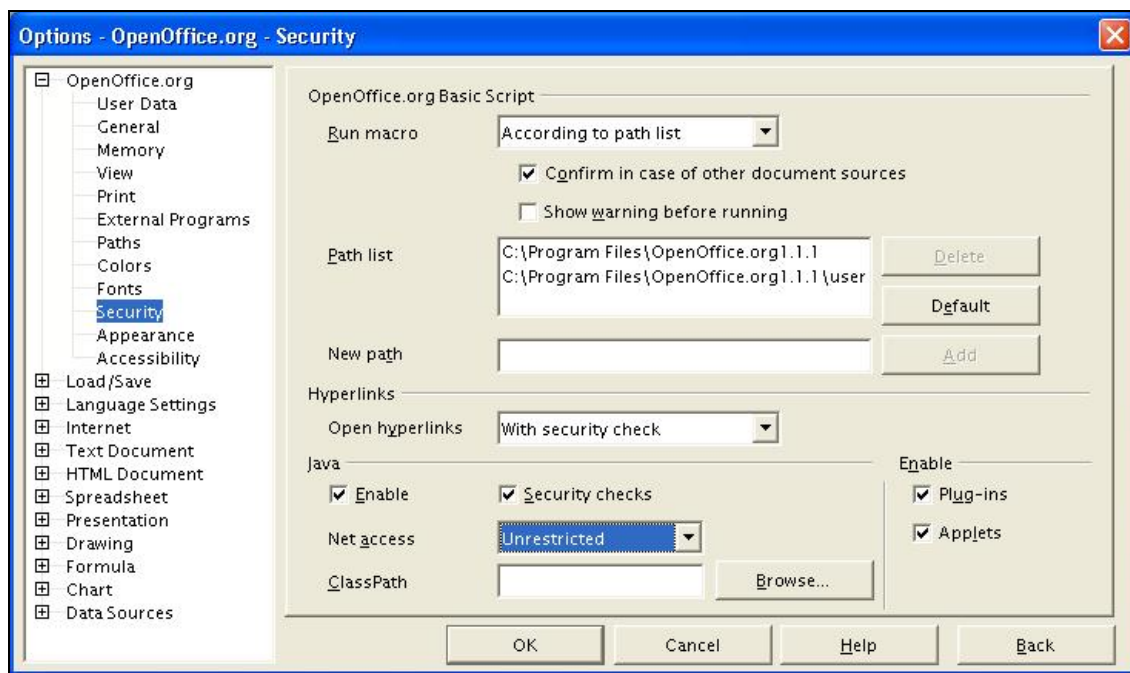 Options - OpenOffice.org - Security
OpenOffice.org
User Data
General
Memory
View
Print
External Programs
Paths
Colors
Fonts
Security
Appearance
Accessibility
Load/Save
Language Settings
Internet
Text Document
HTML Document
Spreadsheet
Presentation
Drawing
Formula
Chart
Data Sources
OpenOffice.org Basic Script
Run macro According to path list
Confirm in case of other document sources
Show warning before running
Path list C:\Program Files\OpenOffice.org1.1.1 Delete
C:\Program Files\OpenOffice.org1.1.1\user
Default
New path Add
Hyperlinks
Open hyperlinks With security check
Java Enable
Enable Security checks Plug-ins
Net access Unrestricted Applets
ClassPath Browse...
OK Cancel Help Back